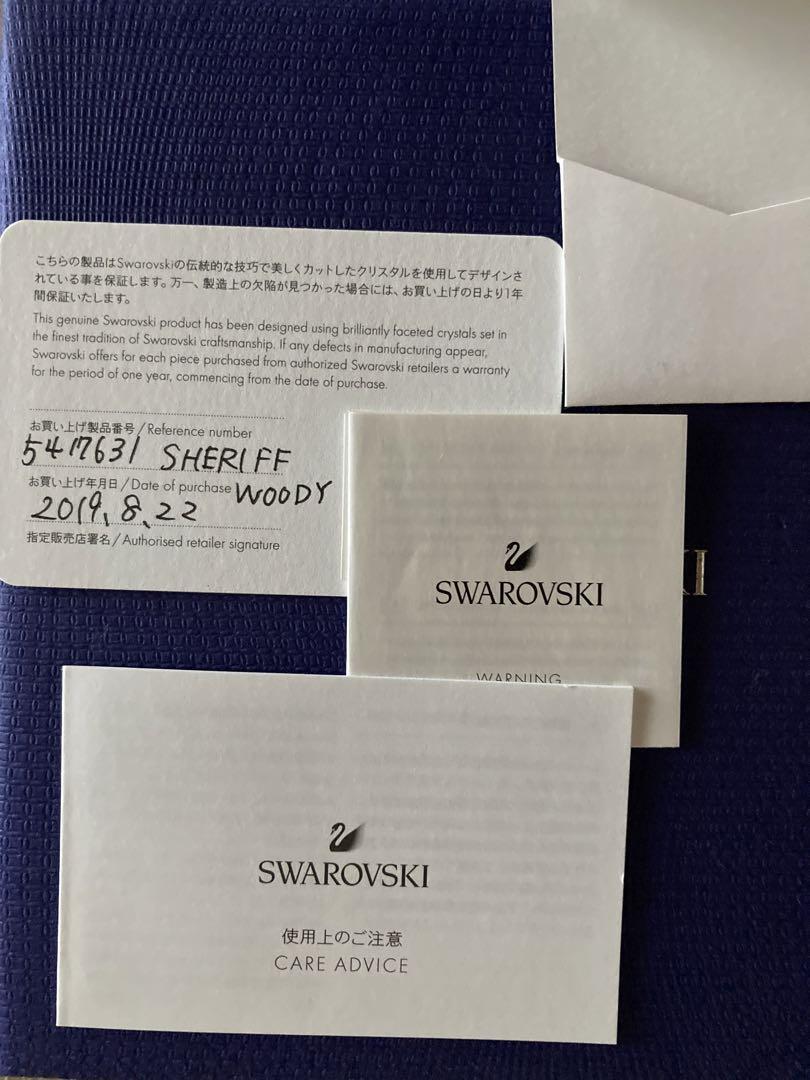 こちらの製品はSwarovskiの伝統的な技巧で美しくカットしたクリスタルを使用してデザインさ
れている事を保証します。万一、製造上の欠陥が見つかった場合には、お買い上げの日より1年
間保証いたします。
This genuine Swarovski product has been designed using brilliantly faceted crystals set in
the finest tradition of Swarovski craftsmanship. If any defects in manufacturing appear,
Swarovski offers for each piece purchased from authorized Swarovski retailers a warranty
for the period of one year, commencing from the date of purchase.
お買い上げ製品番号/Reference number
5417631 SHERIFF
お買い上げ年月日/Date of purchase WOODY
2019、8、22
指定販売店署名/Authorised retailer signature
KI
SWAROVSKI
WARNING
SWAROVSKI
使用上のご注意
CARE ADVICE